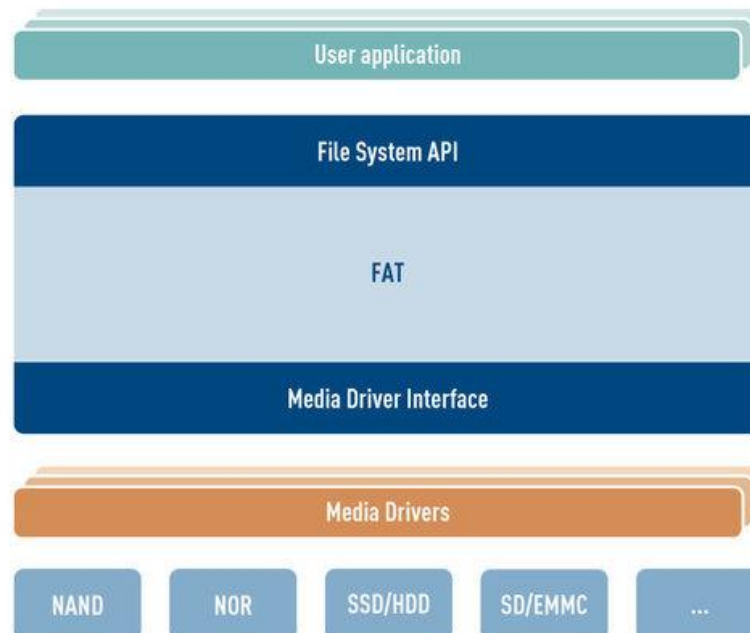 User application
File System API
FAT
Media Driver Interface
Media Drivers
NAND
NOR
SSD/HDD
SD/EMMC
...